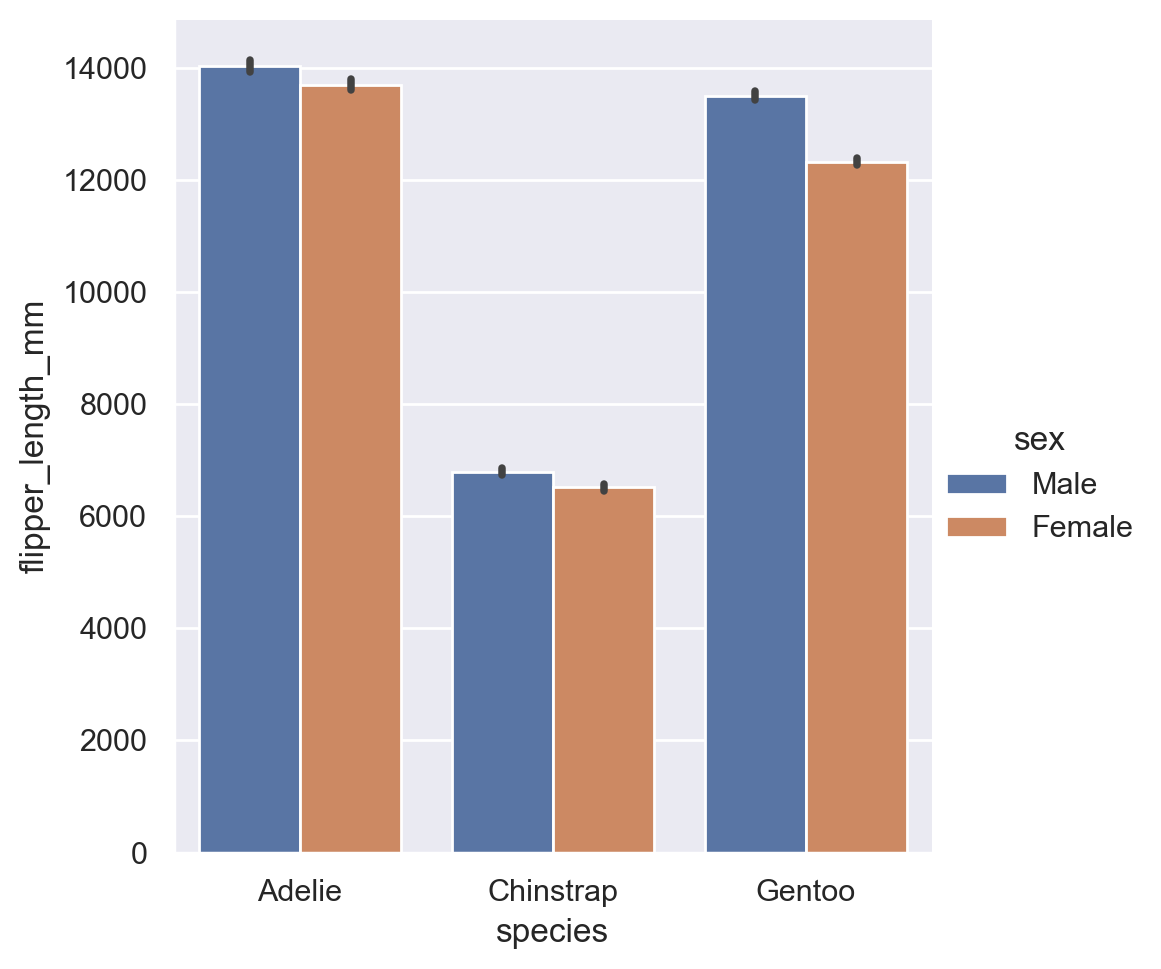 flipper_length_mm
14000
12000
10000
8000
6000
4000
2000
0
Adelie Chinstrap Gentoo
species
sex
Male
Female